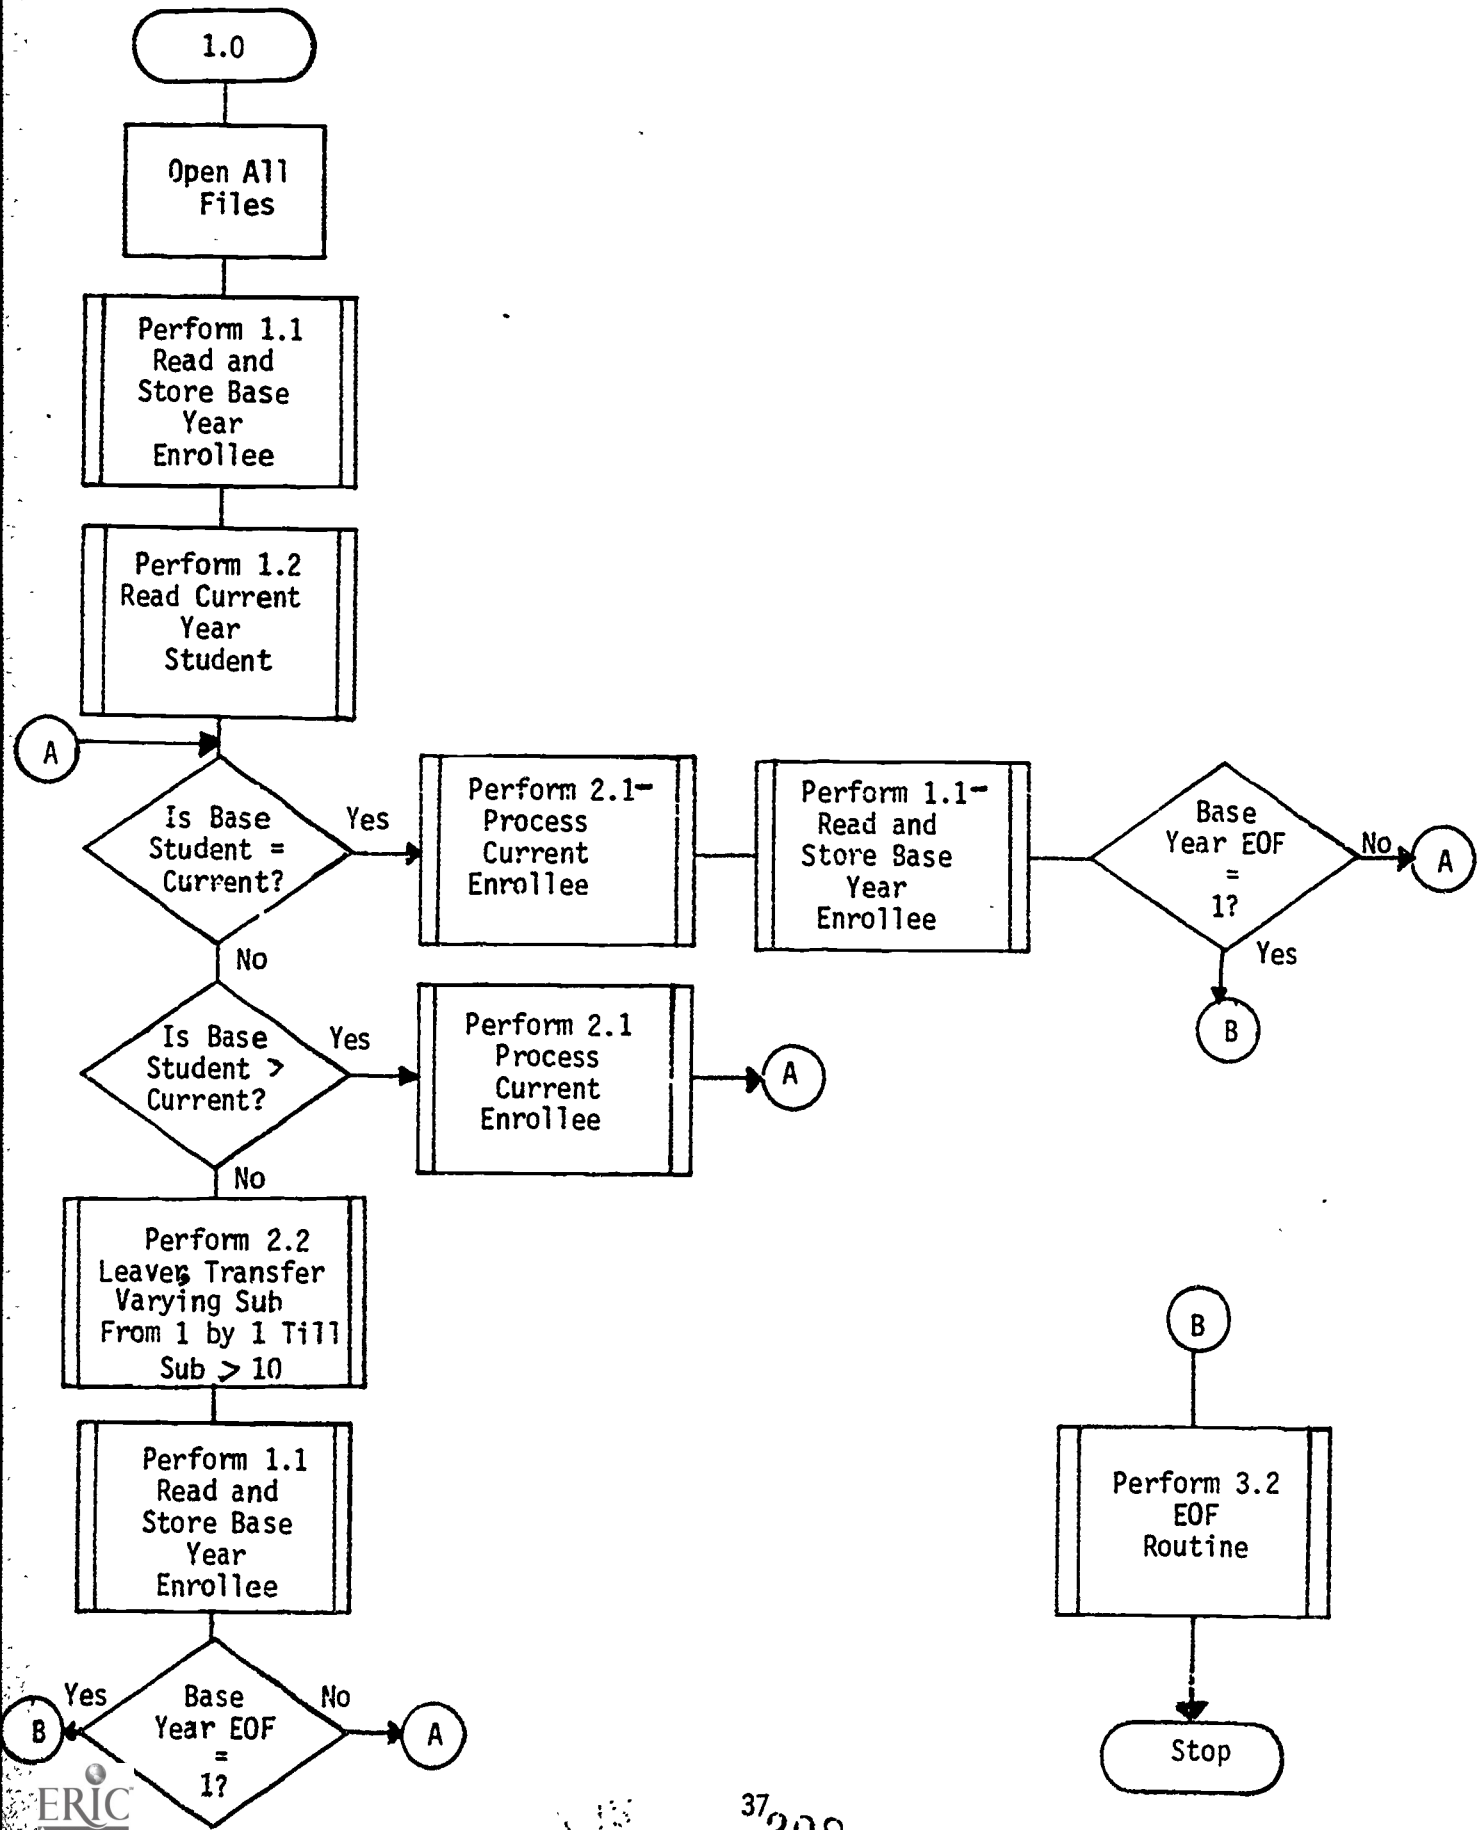 1.0
Open All
Files
Perform 1.1
Read and
Store Base
Year
Enrollee
Perform 1.2
Read Current
Year
Student
A
Is Base
Student =
Current?
Yes
No
Perform 2.1-
Process
Current
Enrollee
Perform 1.1-
Read and
Store Base
Year
Enrollee
Base
Year EOF
=
1?
No
A
Yes
B
Is Base
Student >
Current?
Yes
No
Perform 2.1
Process
Current
Enrollee
A
Perform 2.2
Leaver, Transfer
Varying Sub
From 1 by 1 Till
Sub > 10
Perform 1.1
Read and
Store Base
Year
Enrollee
Base
Year EOF
=
1?
Yes
B
No
A
B
Perform 3.2
EOF
Routine
Stop
ERIC
37